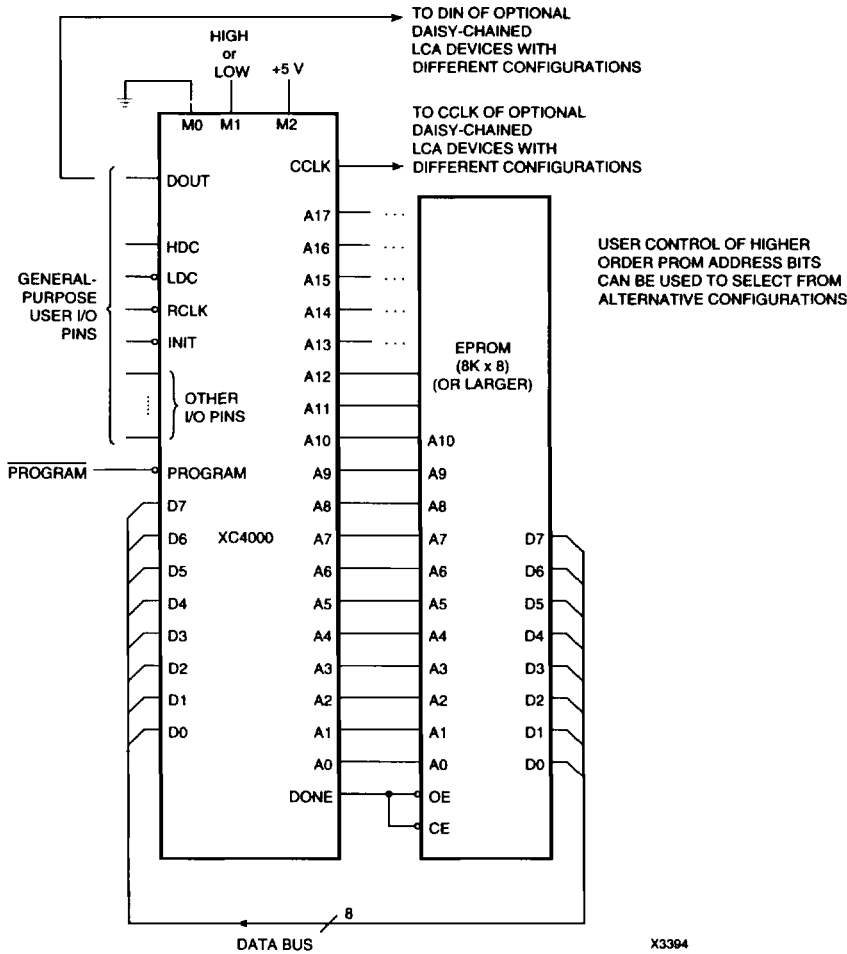 TO DIN OF OPTIONAL
DAISY-CHAINED
LCA DEVICES WITH
DIFFERENT CONFIGURATIONS
HIGH
or
LOW
+5 V
TO CCLK OF OPTIONAL
DAISY-CHAINED
LCA DEVICES WITH
DIFFERENT CONFIGURATIONS
M0 M1 M2
CCLK
DOUT
A17 ...
HDC
A16 ...
USER CONTROL OF HIGHER
ORDER PROM ADDRESS BITS
CAN BE USED TO SELECT FROM
ALTERNATIVE CONFIGURATIONS
GENERAL-
PURPOSE
USER I/O
PINS
LDC
A15 ...
RCLK
A14 ...
INIT
A13 ...
EPROM
(8K x 8)
(OR LARGER)
A12
OTHER
I/O PINS
A11
A10 A10
PROGRAM PROGRAM A9 A9
D7 A8 A8
D6 XC4000 A7 A7 D7
D5 A6 A6 D6
D4 A5 A5 D5
D3 A4 A4 D4
D2 A3 A3 D3
D1 A2 A2 D2
D0 A1 A1 D1
A0 A0 D0
DONE OE
CE
8
DATA BUS
X3394